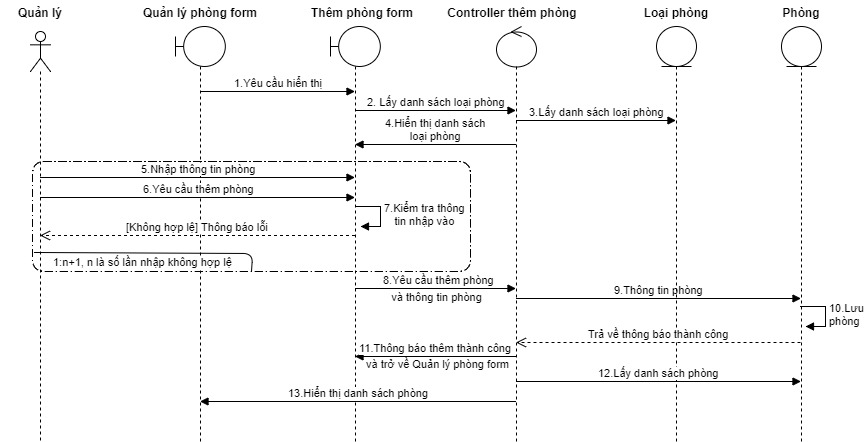 Quản lý
Quản lý phòng form
Thêm phòng form
Controller thêm phòng
Loại phòng
Phòng
1.Yêu cầu hiển thị
2. Lấy danh sách loại phòng
3.Lấy danh sách loại phòng
4.Hiển thị danh sách
loại phòng
5.Nhập thông tin phòng
6.Yêu cầu thêm phòng
7.Kiểm tra thông
tin nhập vào
[Không hợp lệ] Thông báo lỗi
1:n+1, n là số lần nhập không hợp lệ
8.Yêu cầu thêm phòng
và thông tin phòng
9.Thông tin phòng
10.Lưu
phòng
Trả về thông báo thành công
11.Thông báo thêm thành công
và trở về Quản lý phòng form
12.Lấy danh sách phòng
13.Hiển thị danh sách phòng